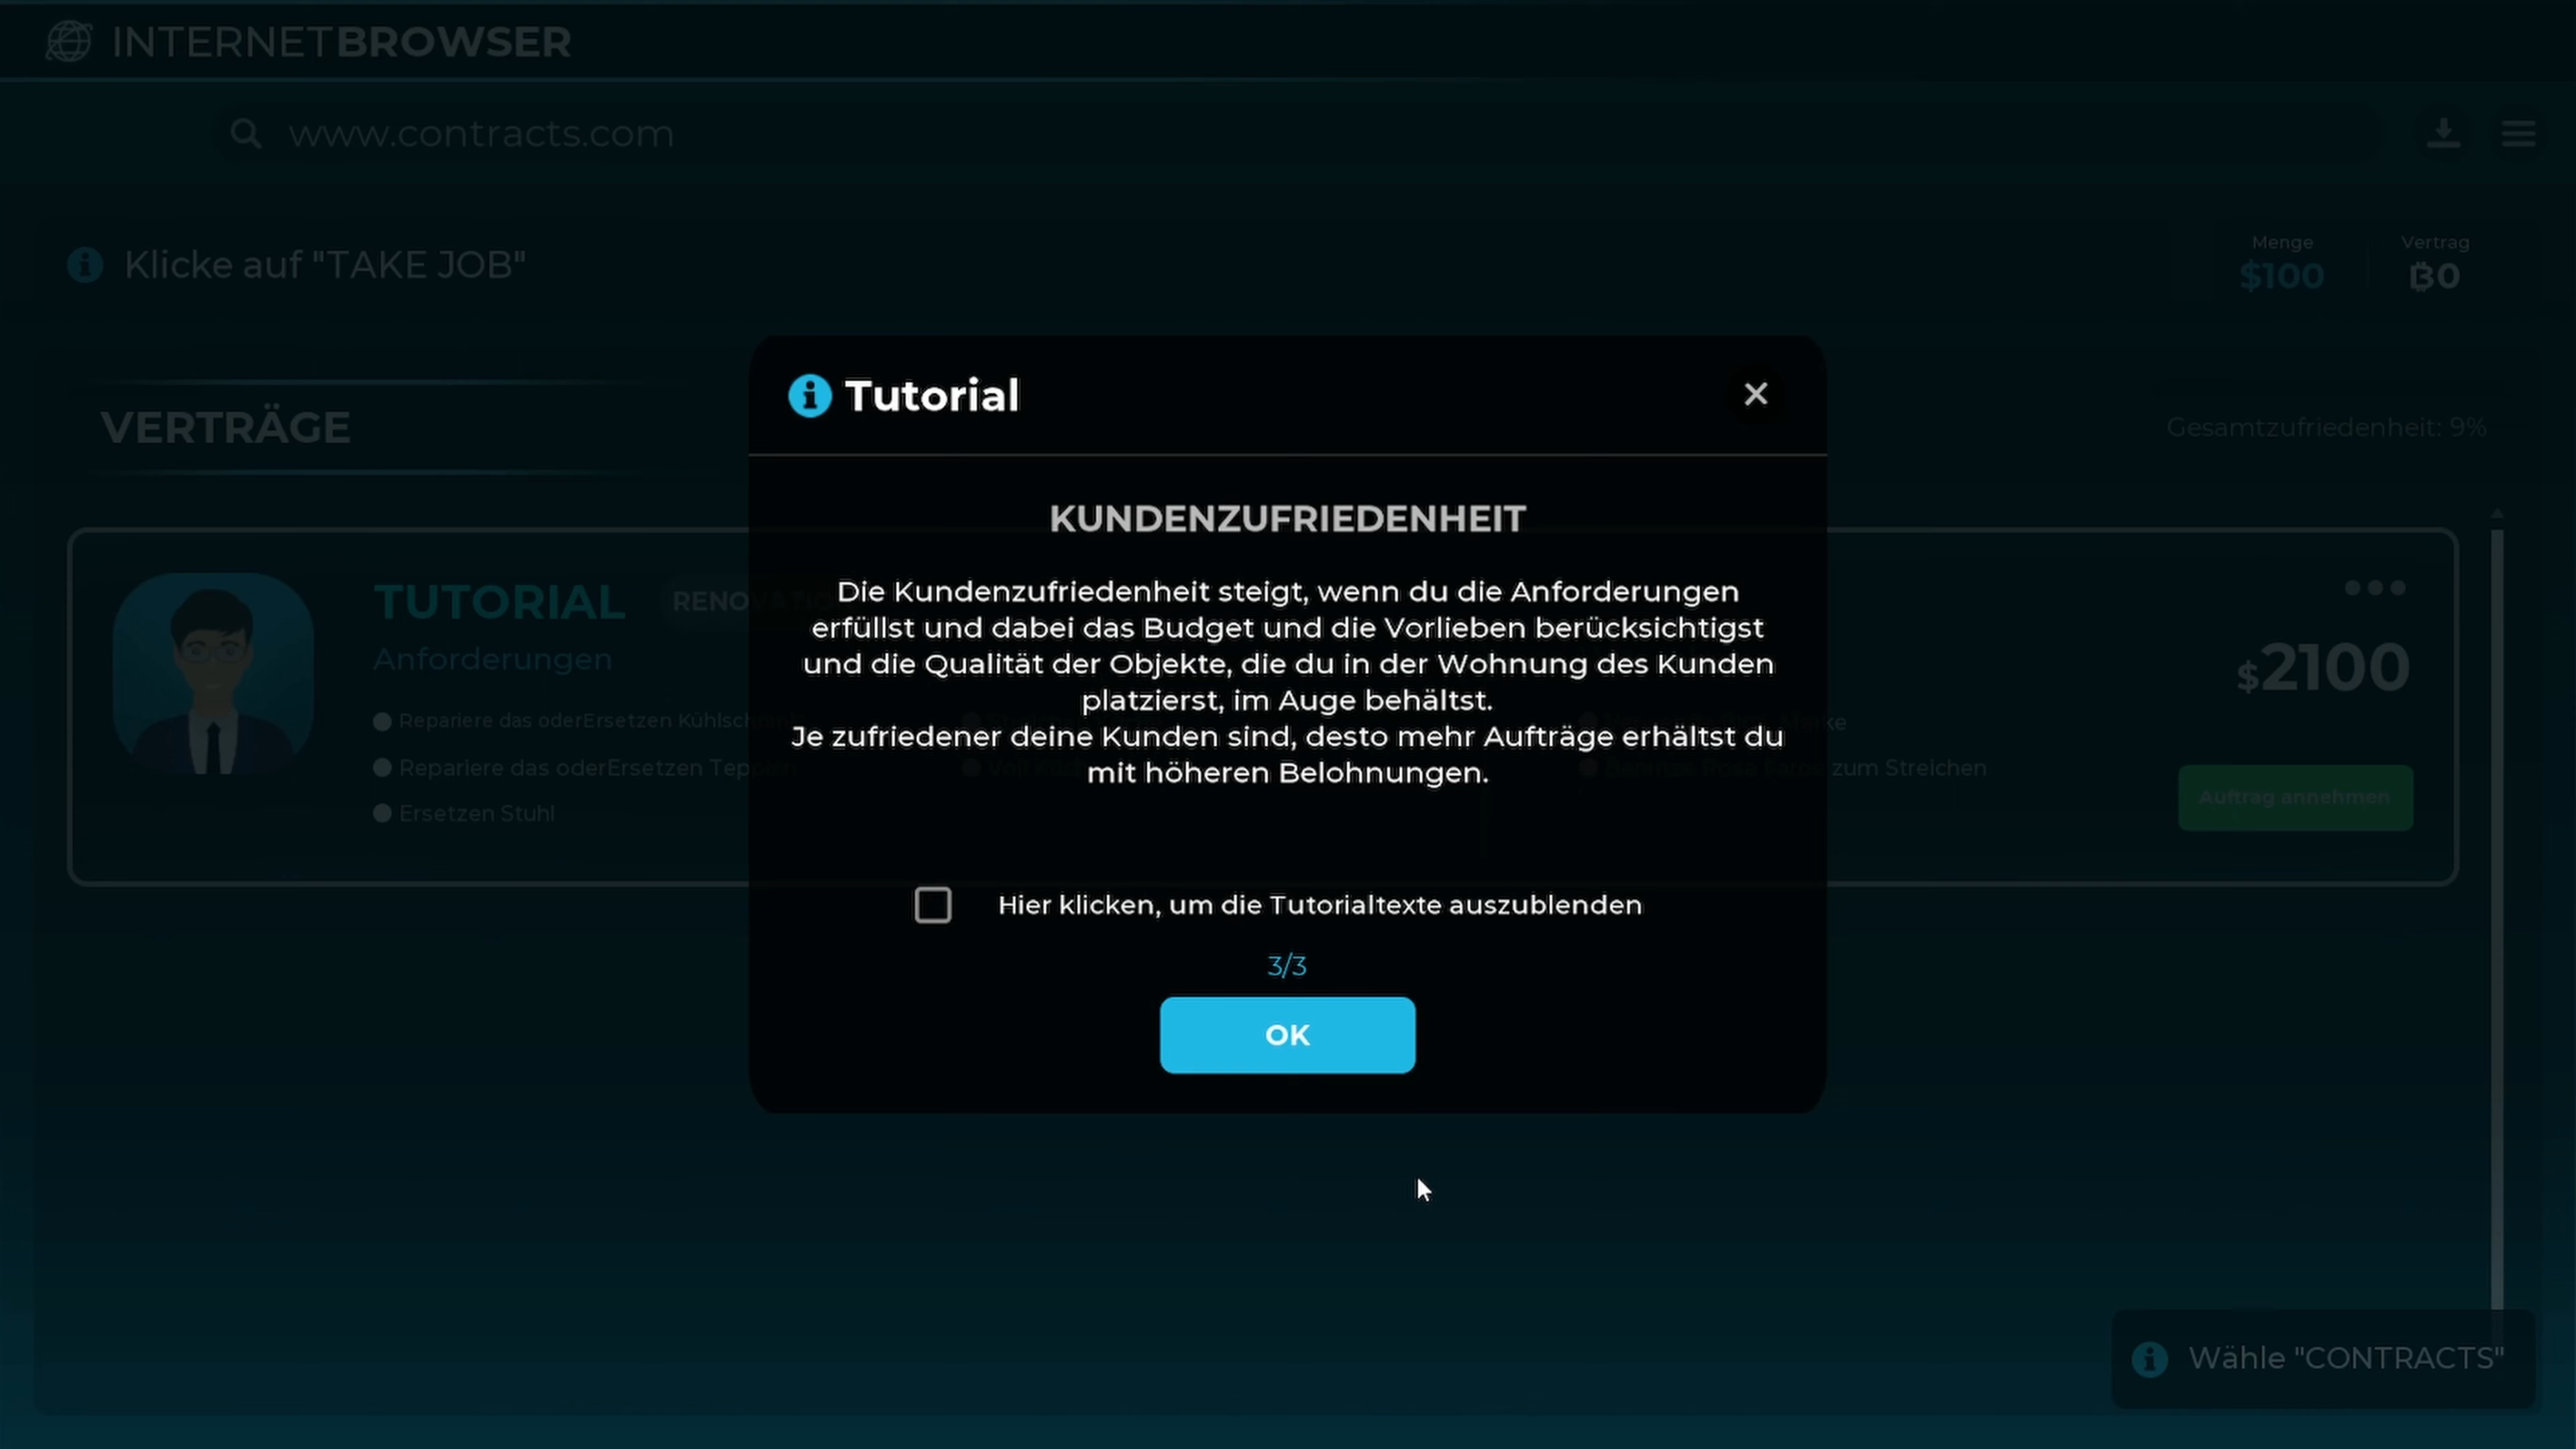 INTERNETBROWSER
www.contracts.com
Klicke auf "TAKE JOB"
Menge
$100
Vertrag
฿0
Tutorial
VERTRÄGE
Gesamtzufriedenheit: 9%
KUNDENZUFRIEDENHEIT
Die Kundenzufriedenheit steigt, wenn du die Anforderungen
erfüllst und dabei das Budget und die Vorlieben berücksichtigst
und die Qualität der Objekte, die du in der Wohnung des Kunden
platzierst, im Auge behältst.
Je zufriedener deine Kunden sind, desto mehr Aufträge erhältst du
mit höheren Belohnungen.
TUTORIAL
Anforderungen
Repariere das oderErsetzen
Repariere das oderErsetzen
Ersetzen Stuhl
zum Streichen
$2100
Auftrag annehmen
Hier klicken, um die Tutorialtexte auszublenden
3/3
OK
Wähle "CONTRACTS"